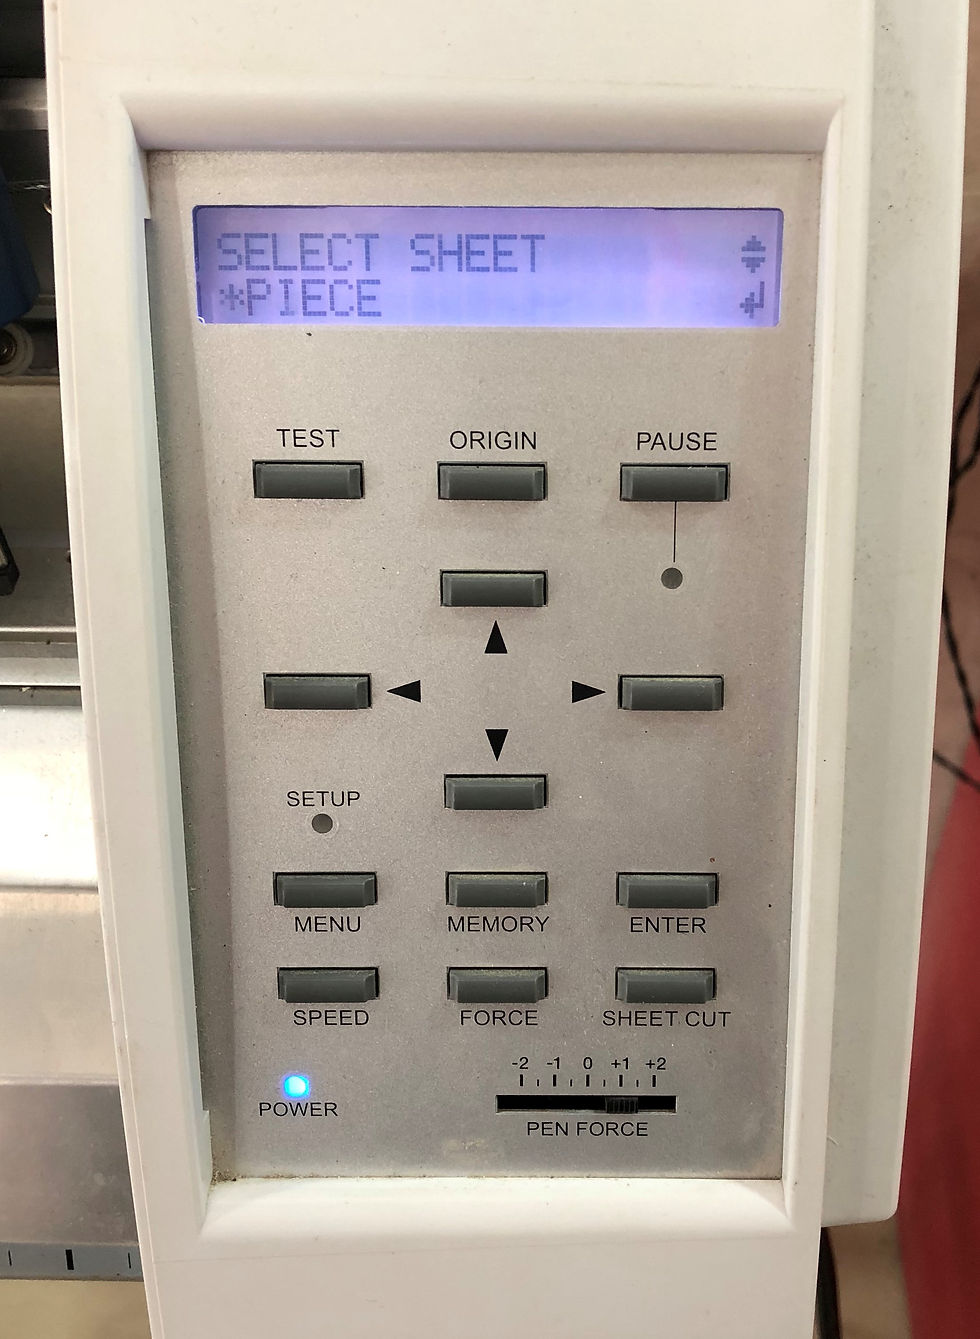 SELECT SHEET
*PIECE
TEST ORIGIN PAUSE
SETUP
MENU MEMORY ENTER
SPEED FORCE SHEET CUT
-2 -1 0 +1 +2
POWER
PEN FORCE